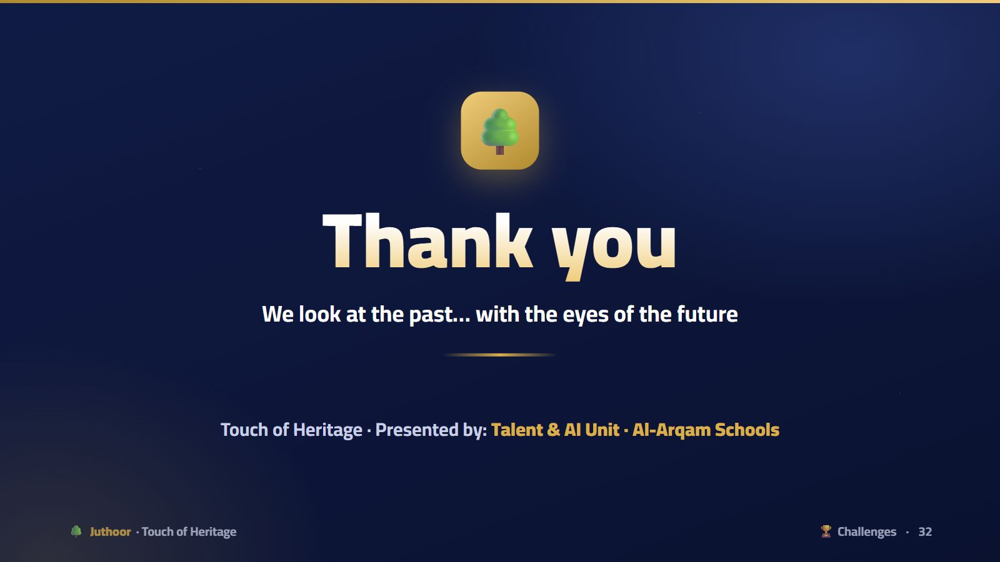 Thank you
We look at the past... with the eyes of the future
Touch of Heritage · Presented by: Talent & AI Unit · Al-Arqam Schools
Juthoor · Touch of Heritage
Challenges · 32